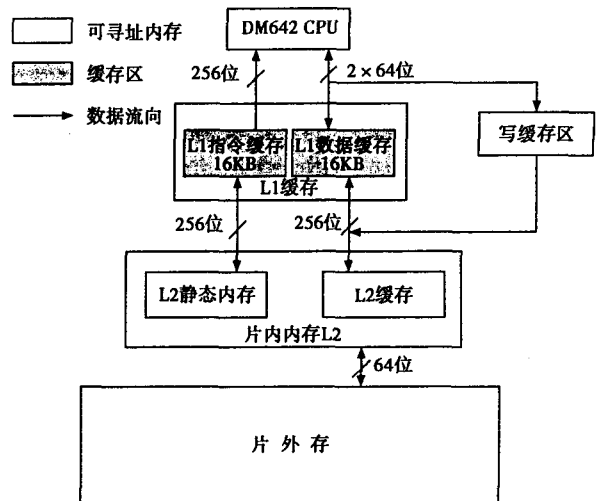 可寻址内存
缓存区
数据流向
DM642 CPU
256位
2×64位
写缓存区
L1指令缓存
16KB
L1数据缓存
16KB
L1缓存
256位
256位
L2静态内存
L2缓存
片内内存L2
64位
片外存